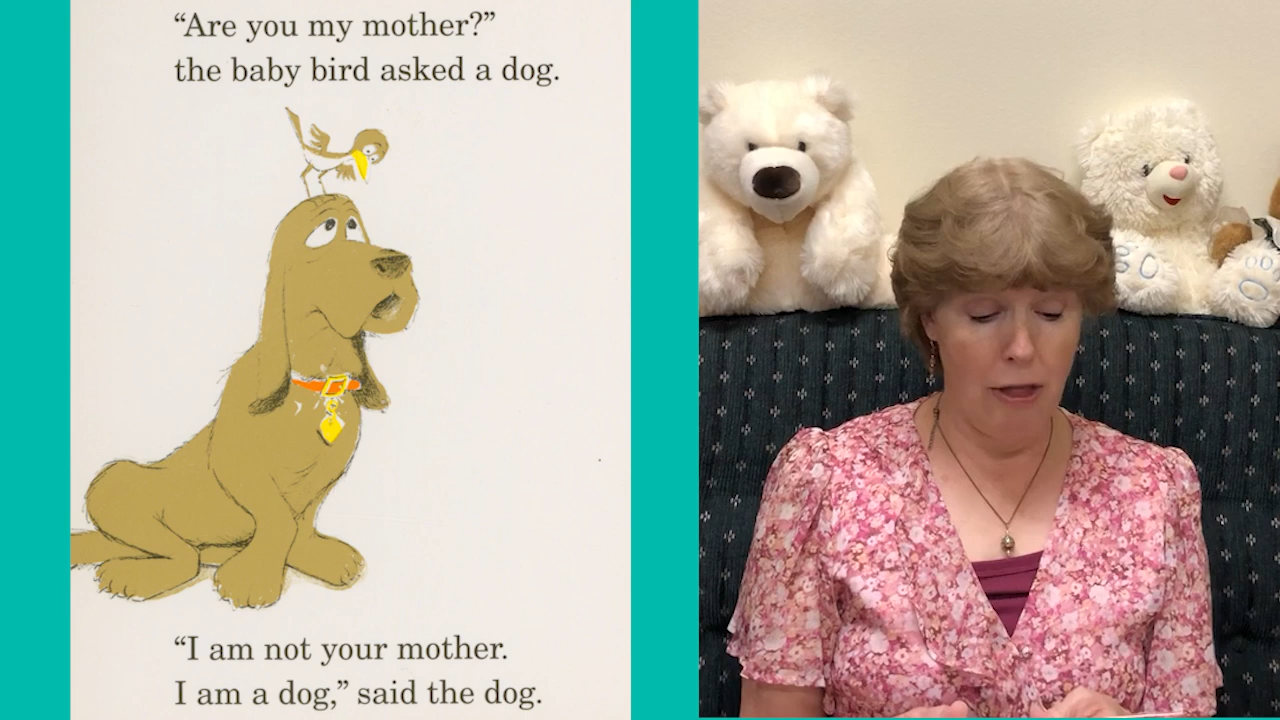 “Are you my mother?”
the baby bird asked a dog.
“I am not your mother.
I am a dog,” said the dog.